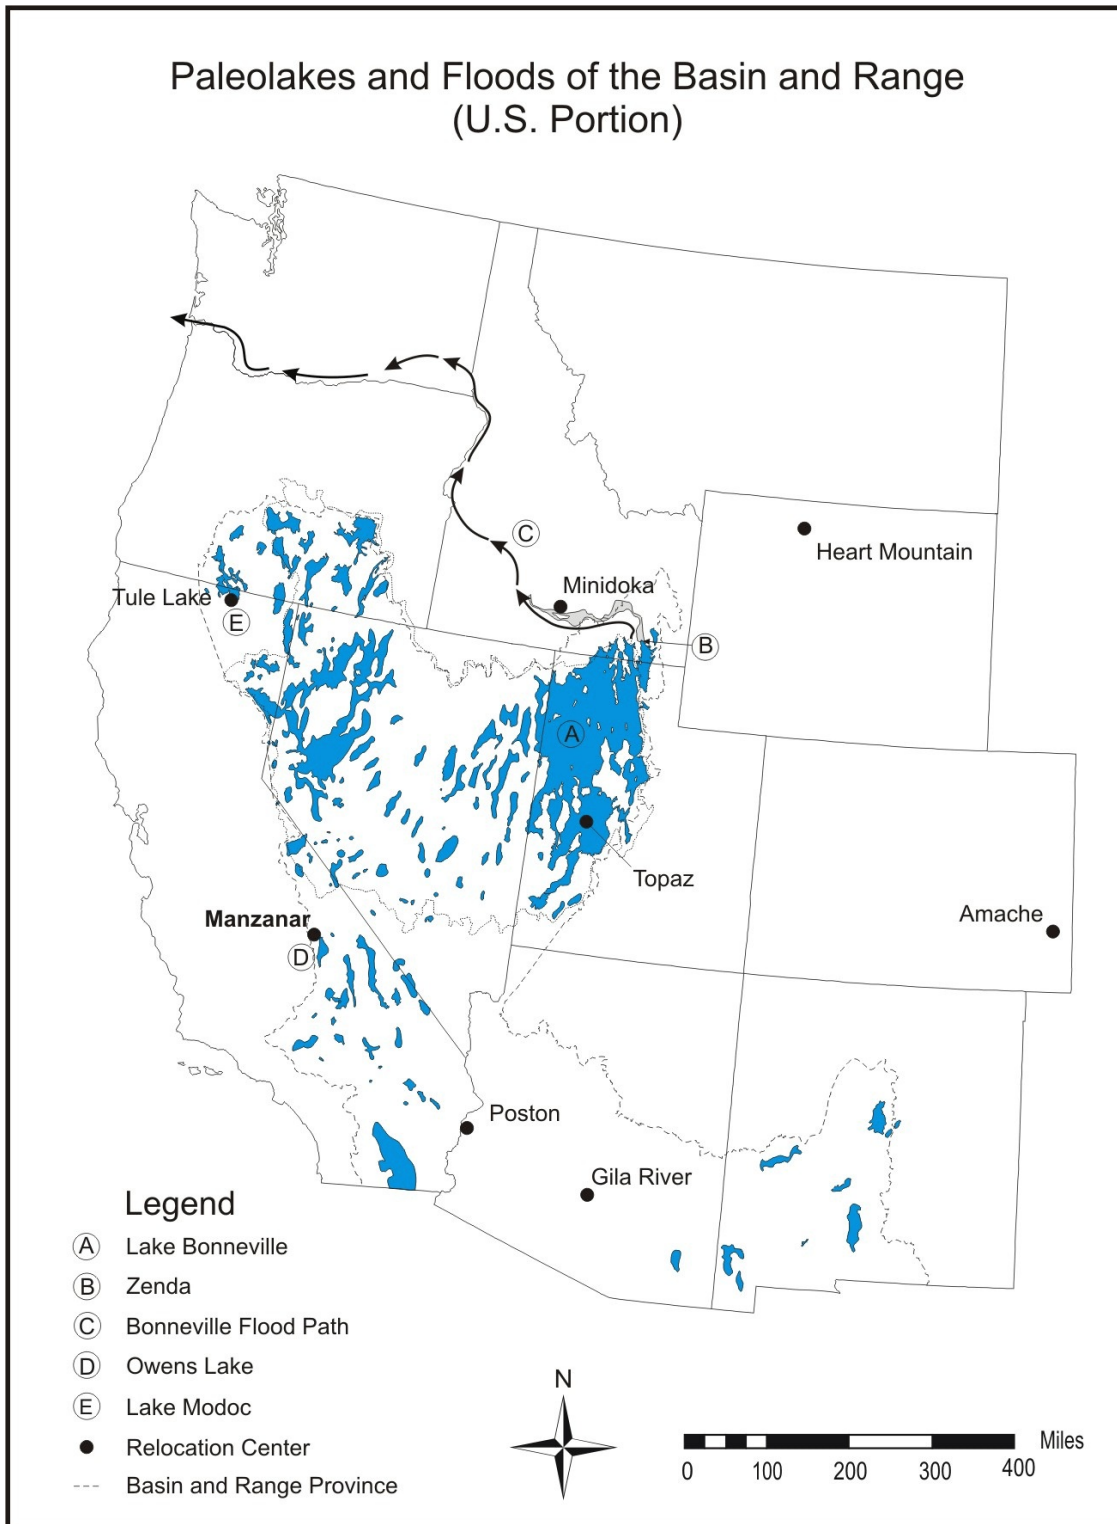 Paleolakes and Floods of the Basin and Range
(U.S. Portion)
C
Heart Mountain
Minidoka
Tule Lake
E
B
A
Topaz
Manzanar
Amache
D
Poston
Gila River
Legend
A Lake Bonneville
B Zenda
C Bonneville Flood Path
D Owens Lake
E Lake Modoc
Relocation Center
Basin and Range Province
N
Miles
0 100 200 300 400